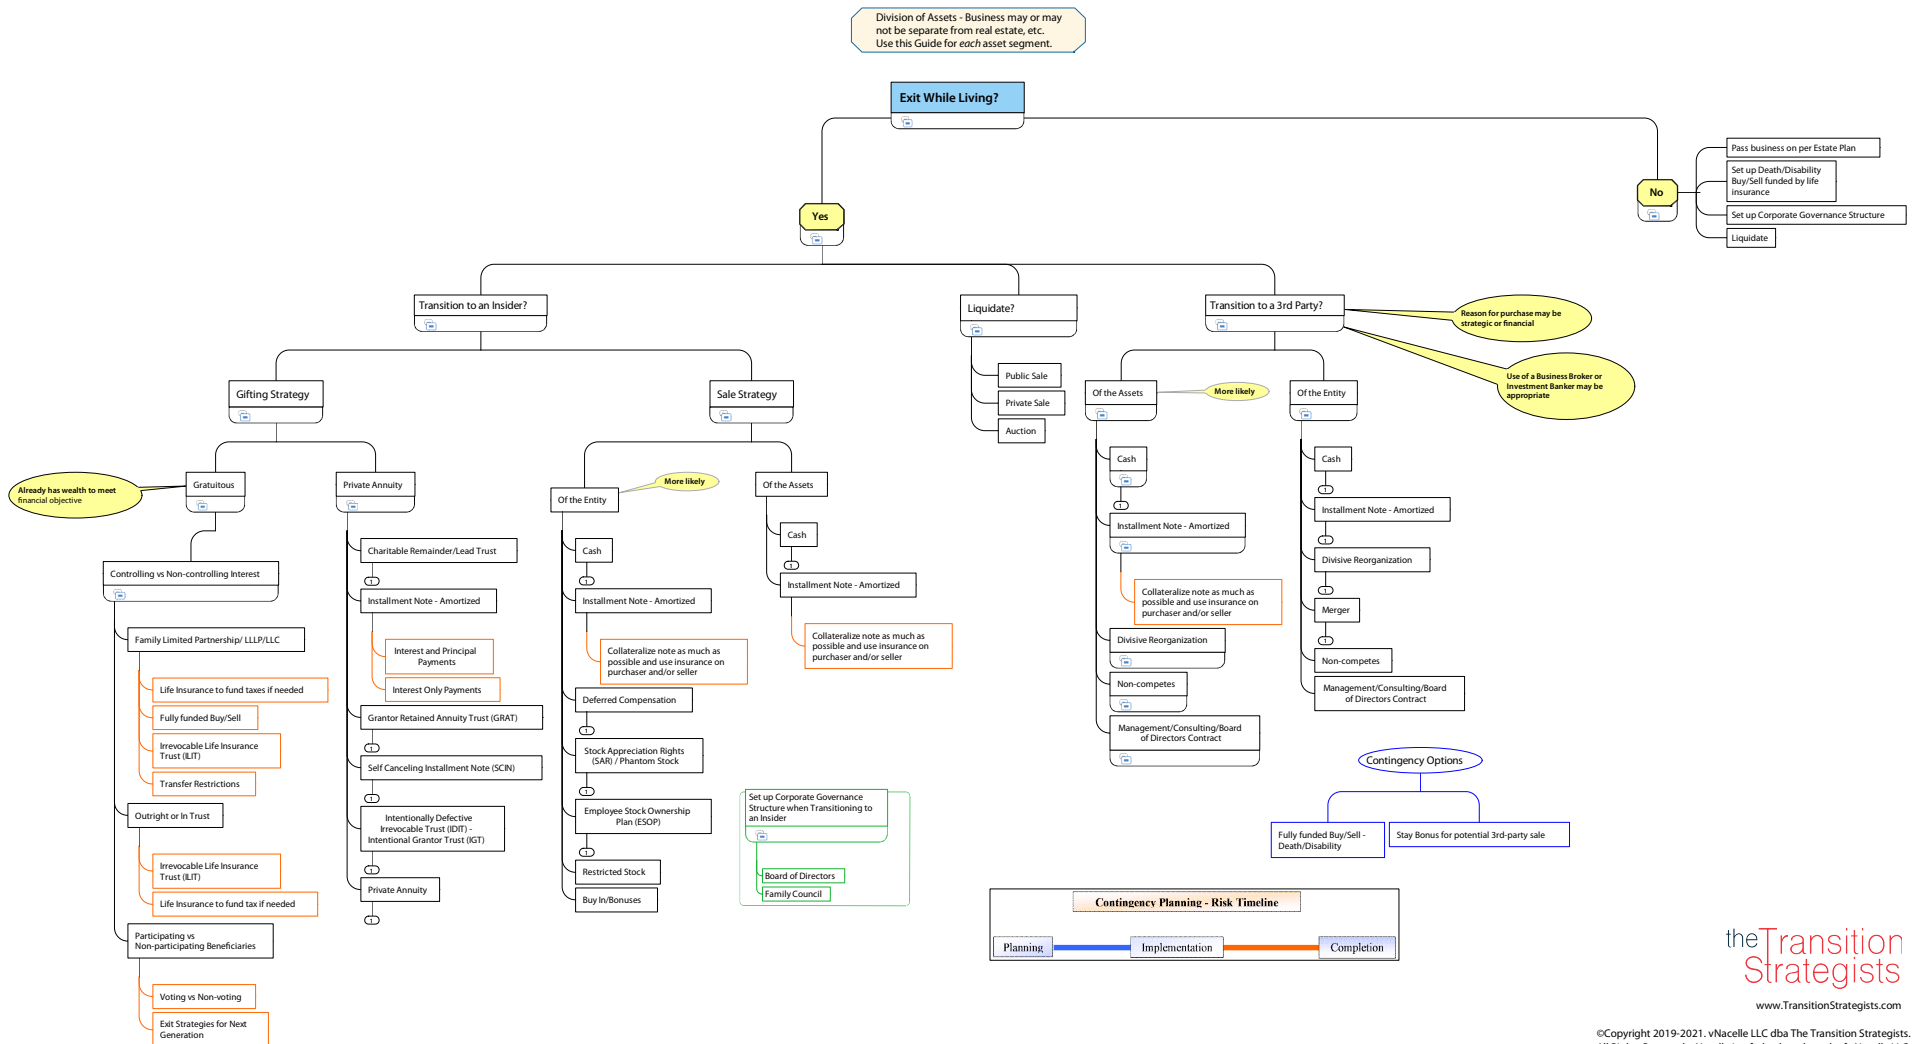 Division of Assets - Business may or may
not be separate from real estate, etc.
Use this Guide for each asset segment.
Exit While Living?
Yes
No
Pass business on per Estate Plan
Set up Death/Disability
Buy/Sell funded by life
insurance
Set up Corporate Governance Structure
Liquidate
Transition to an Insider?
Liquidate?
Transition to a 3rd Party?
Reason for purchase may be
strategic or financial
Use of a Business Broker or
Investment Banker may be
appropriate
Public Sale
Private Sale
Auction
Gifting Strategy
Sale Strategy
Of the Assets
More likely
Of the Entity
Already has wealth to meet
financial objective
Gratuitous
Private Annuity
Of the Entity
More likely
Of the Assets
Controlling vs Non-controlling Interest
Family Limited Partnership/ LLLP/LLC
Life Insurance to fund taxes if needed
Fully funded Buy/Sell
Irrevocable Life Insurance
Trust (ILIT)
Transfer Restrictions
Outright or In Trust
Irrevocable Life Insurance
Trust (ILIT)
Life Insurance to fund tax if needed
Participating vs
Non-participating Beneficiaries
Voting vs Non-voting
Exit Strategies for Next
Generation
Charitable Remainder/Lead Trust
1
Installment Note - Amortized
Interest and Principal
Payments
Interest Only Payments
Grantor Retained Annuity Trust (GRAT)
1
Self Canceling Installment Note (SCIN)
1
Intentionally Defective
Irrevocable Trust (IDIT) -
Intentional Grantor Trust (IGT)
1
Private Annuity
1
Cash
1
Installment Note - Amortized
Collateralize note as much as
possible and use insurance on
purchaser and/or seller
Deferred Compensation
1
Stock Appreciation Rights
(SAR) / Phantom Stock
1
Employee Stock Ownership
Plan (ESOP)
1
Restricted Stock
Buy In/Bonuses
Cash
1
Installment Note - Amortized
Collateralize note as much as
possible and use insurance on
purchaser and/or seller
Set up Corporate Governance
Structure when Transitioning to
an Insider
Board of Directors
Family Council
Cash
1
Installment Note - Amortized
Collateralize note as much as
possible and use insurance on
purchaser and/or seller
Divisive Reorganization
Non-competes
Management/Consulting/Board
of Directors Contract
Cash
1
Installment Note - Amortized
1
Divisive Reorganization
1
Merger
1
Non-competes
Management/Consulting/Board
of Directors Contract
Contingency Options
Fully funded Buy/Sell -
Death/Disability
Stay Bonus for potential 3rd-party sale
Contingency Planning - Risk Timeline
Planning
Implementation
Completion
theTransition
Strategists
www.TransitionStrategists.com
©Copyright 2019-2021. vNacelle LLC dba The Transition Strategists.